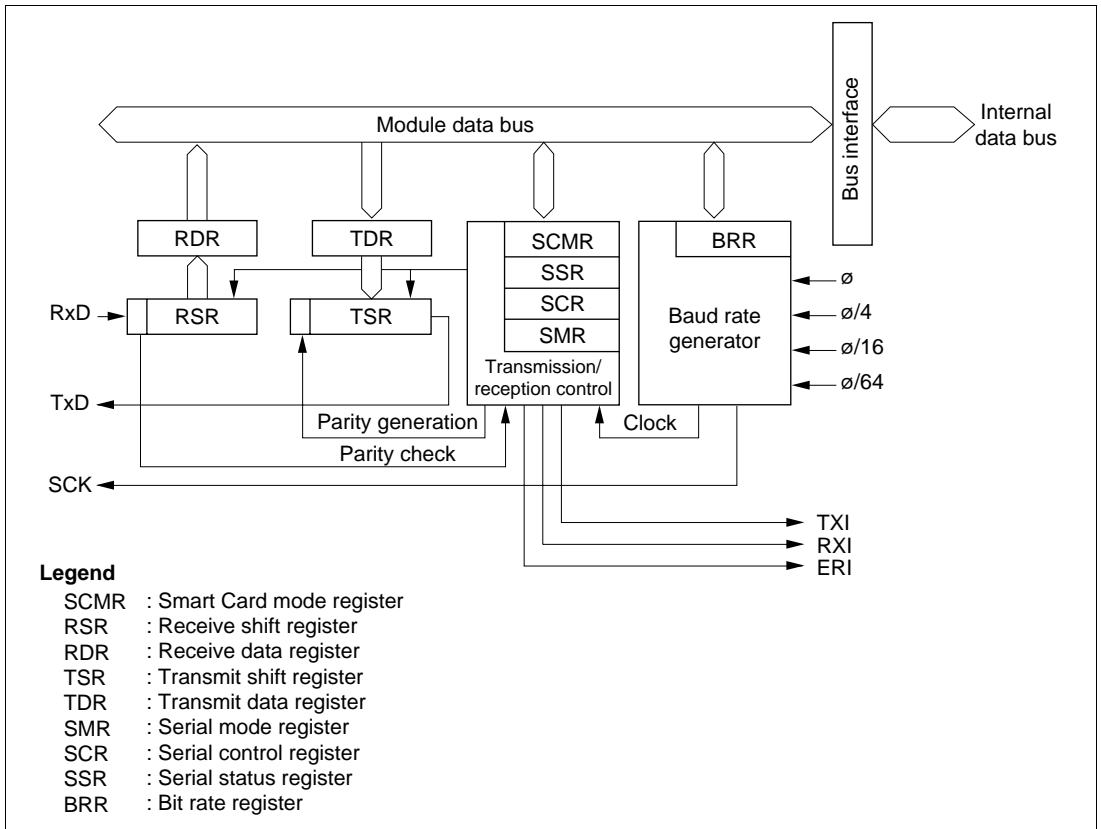 Module data bus
Bus interface
Internal
data bus
RDR
TDR
SCMR
BRR
SSR
SCR
SMR
RxD
RSR
TSR
Transmission/
reception control
Baud rate
generator
ø
ø/4
ø/16
ø/64
TxD
Parity generation
Clock
Parity check
SCK
TXI
RXI
ERI
Legend
SCMR : Smart Card mode register
RSR : Receive shift register
RDR : Receive data register
TSR : Transmit shift register
TDR : Transmit data register
SMR : Serial mode register
SCR : Serial control register
SSR : Serial status register
BRR : Bit rate register